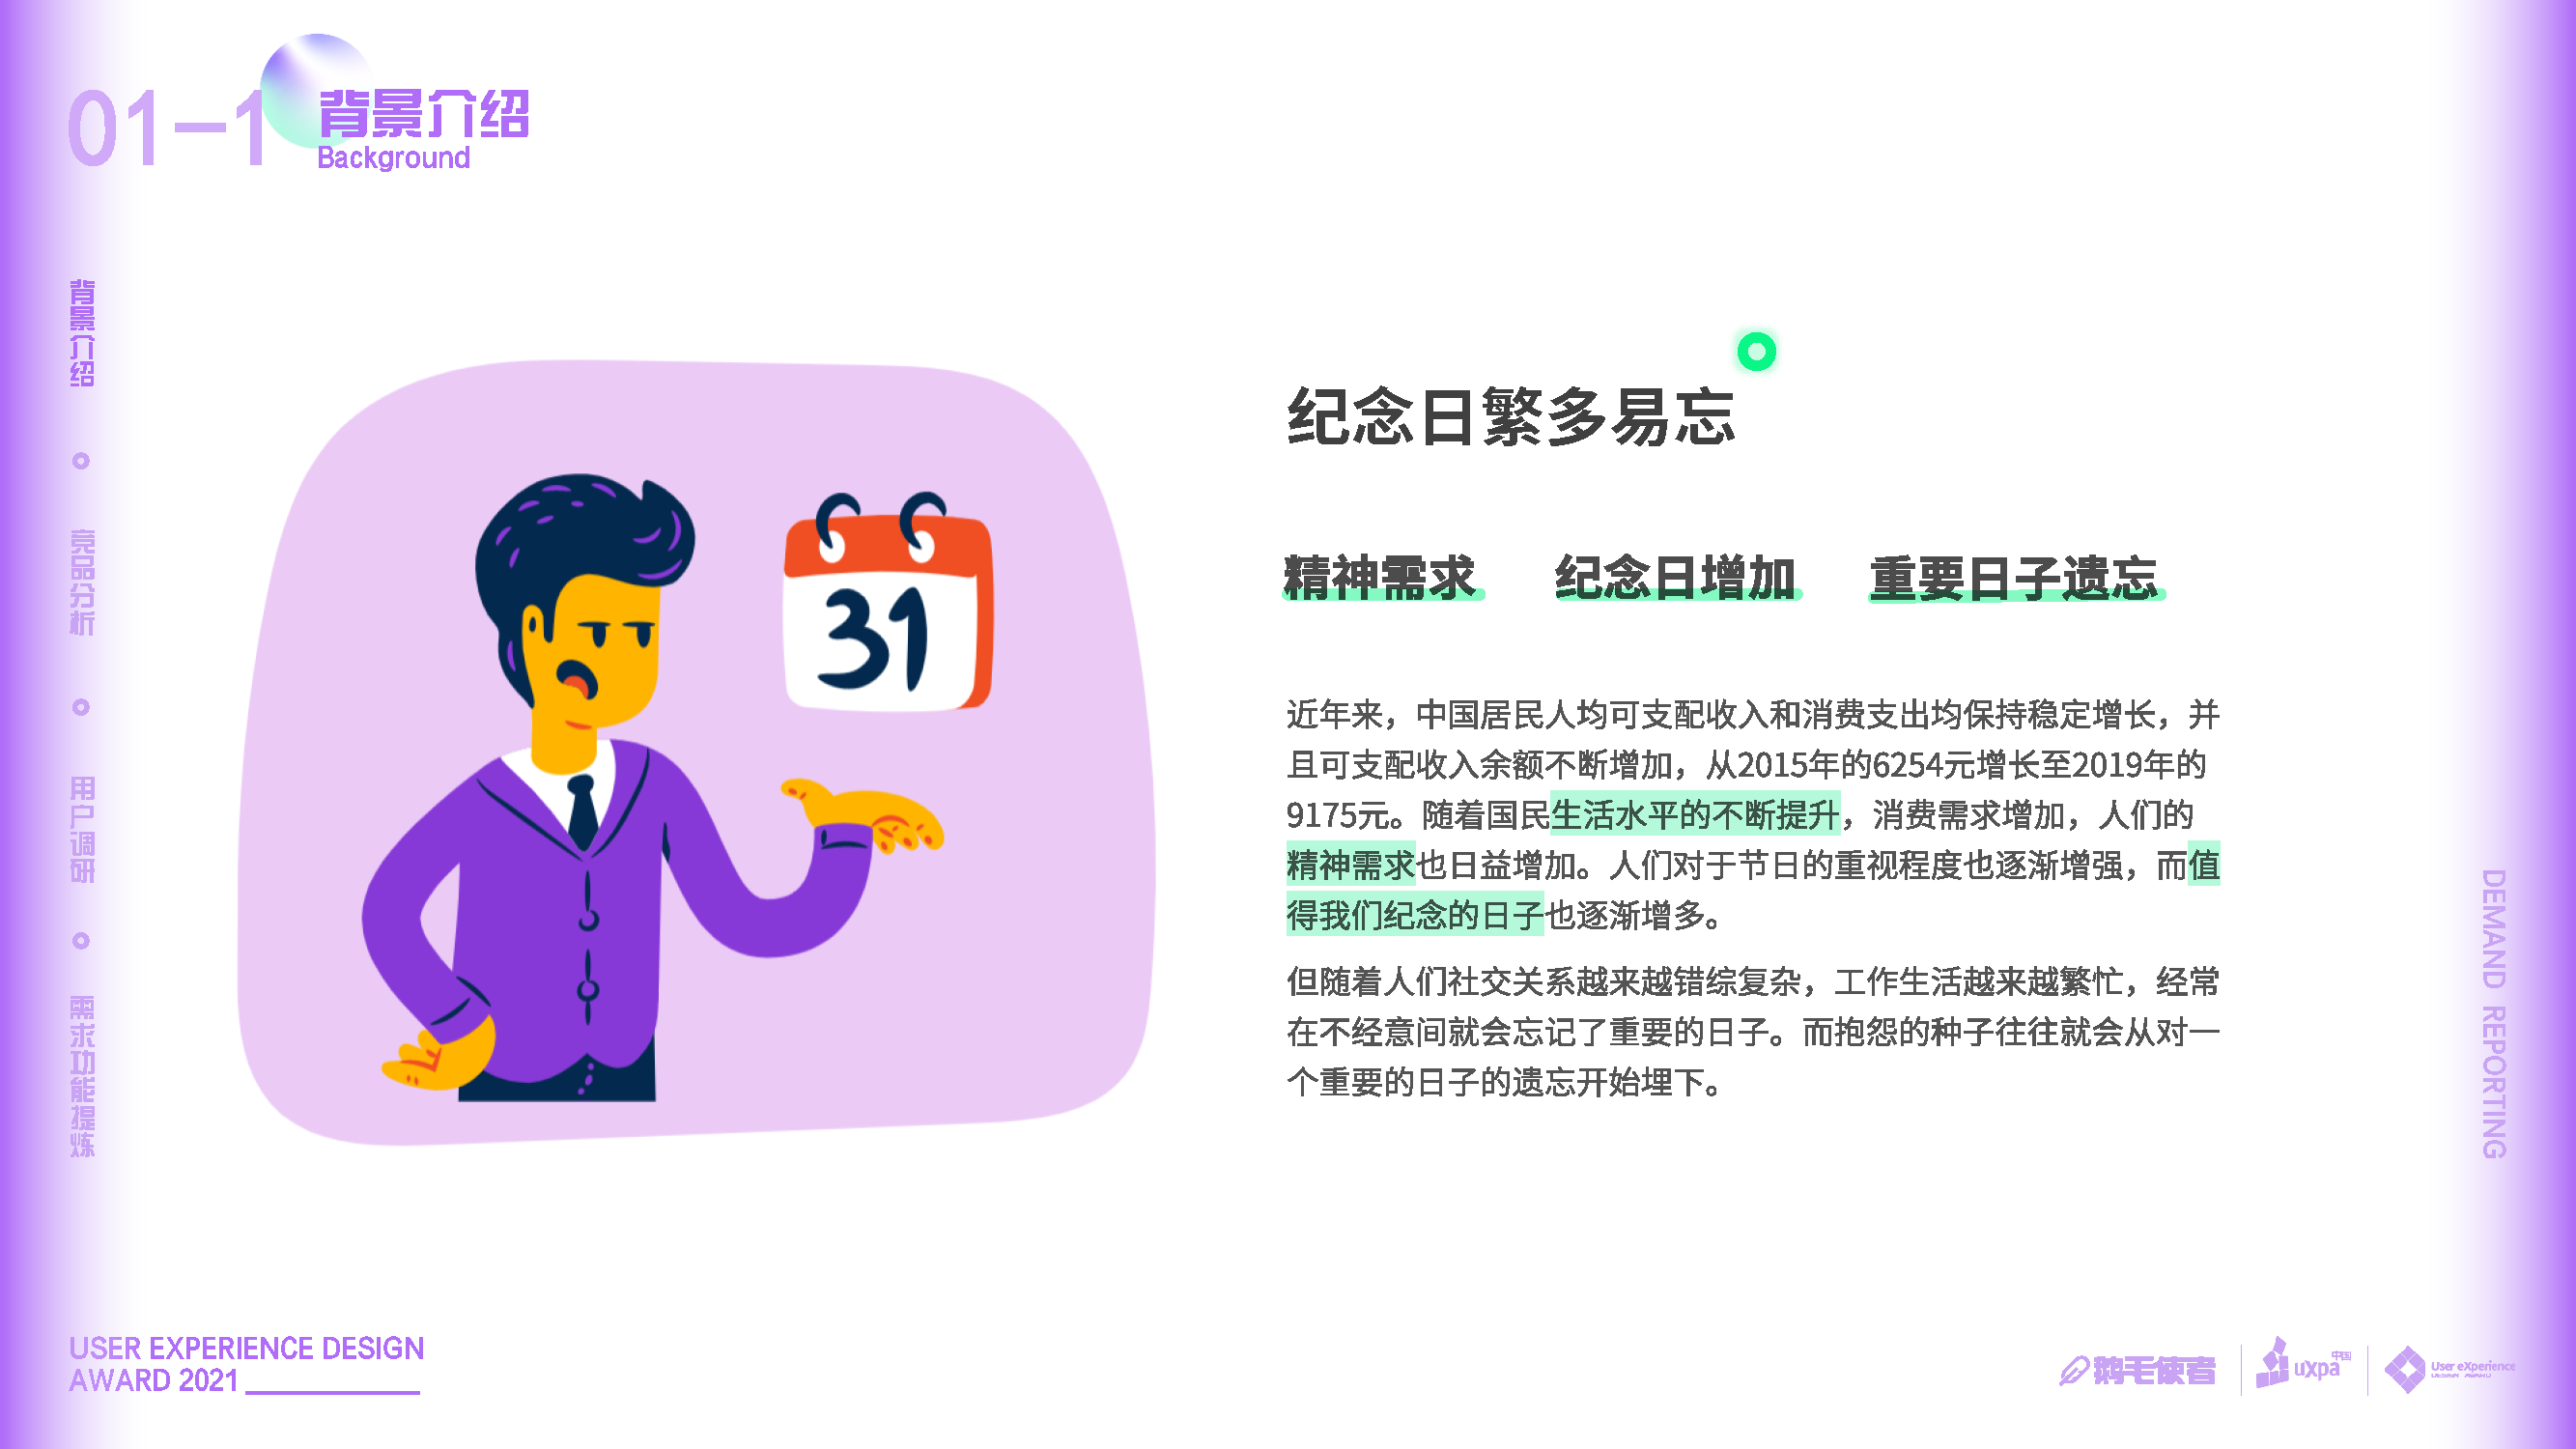 01-1
背景介绍
Background
背景介绍
竞品分析
用户调研
需求功能提炼
31
纪念日繁多易忘
精神需求 纪念日增加 重要日子遗忘
近年来，中国居民人均可支配收入和消费支出均保持稳定增长，并
且可支配收入余额不断增加，从2015年的6254元增长至2019年的
9175元。随着国民生活水平的不断提升，消费需求增加，人们的
精神需求也日益增加。人们对于节日的重视程度也逐渐增强，而值
得我们纪念的日子也逐渐增多。
但随着人们社交关系越来越错综复杂，工作生活越来越繁忙，经常
在不经意间就会忘记了重要的日子。而抱怨的种子往往就会从对一
个重要的日子的遗忘开始埋下。
DEMAND REPORTING
USER EXPERIENCE DESIGN
AWARD 2021
鹅毛使者
uxpa中国
User eXperience